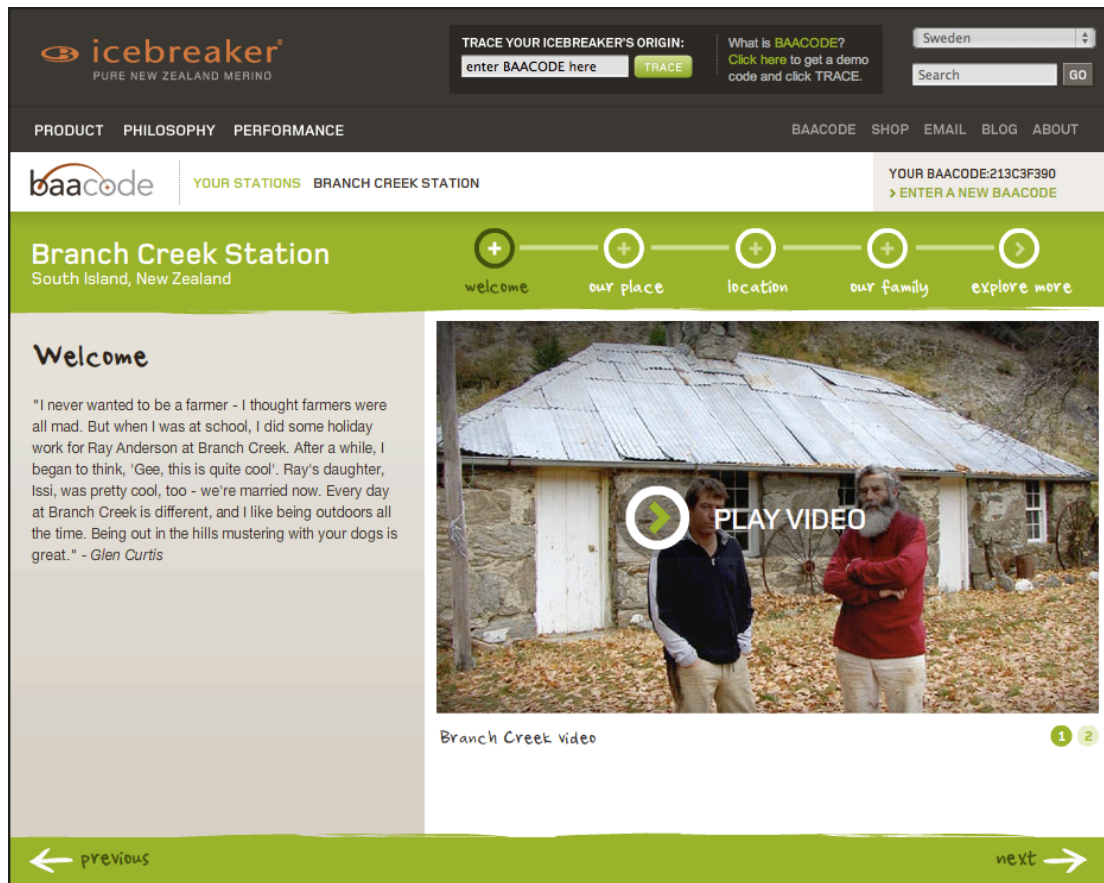 icebreaker®
PURE NEW ZEALAND MERINO
TRACE YOUR ICEBREAKER'S ORIGIN:
enter BAACODE here
TRACE
What is BAACODE?
Click here to get a demo
code and click TRACE.
Sweden
Search
GO
PRODUCT PHILOSOPHY PERFORMANCE
BAACODE SHOP EMAIL BLOG ABOUT
baacode
YOUR STATIONS BRANCH CREEK STATION
YOUR BAACODE:213C3F390
> ENTER A NEW BAACODE
Branch Creek Station
South Island, New Zealand
welcome our place location our family explore more
Welcome
"I never wanted to be a farmer - I thought farmers were
all mad. But when I was at school, I did some holiday
work for Ray Anderson at Branch Creek. After a while, I
began to think, 'Gee, this is quite cool'. Ray's daughter,
Issi, was pretty cool, too - we're married now. Every day
at Branch Creek is different, and I like being outdoors all
the time. Being out in the hills mustering with your dogs is
great." - Glen Curtis
PLAY VIDEO
Branch Creek video
1 2
previous
next